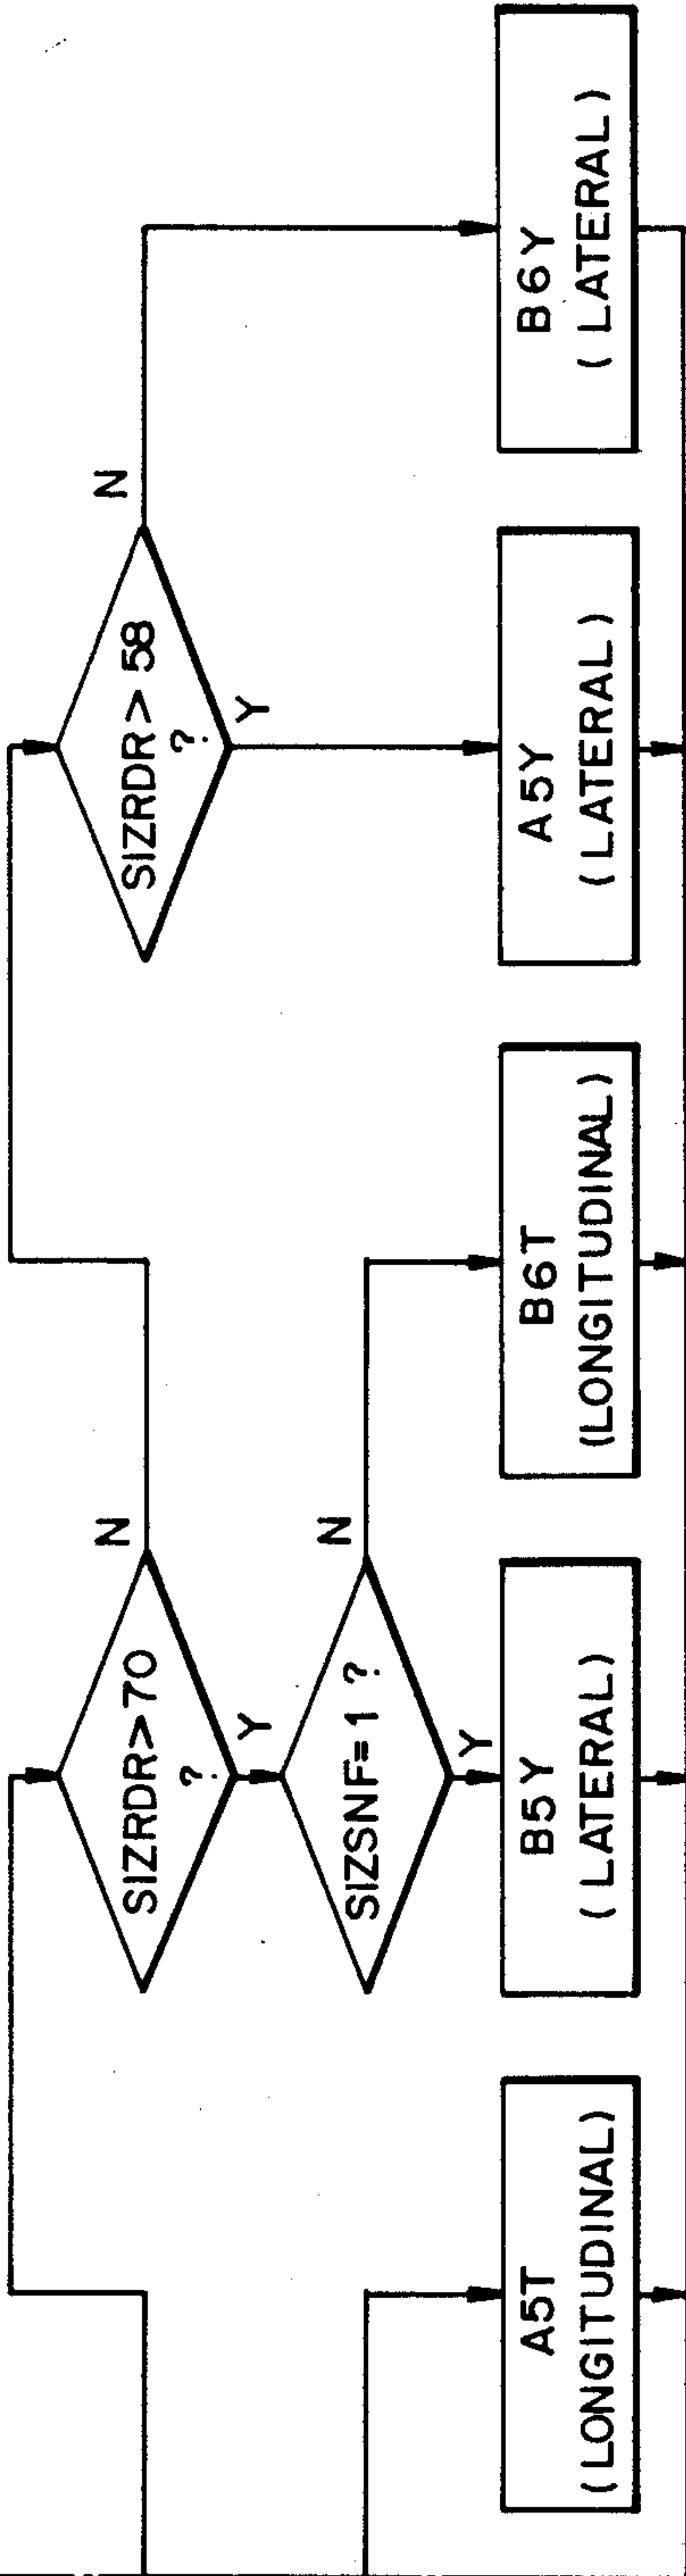 SIZRDR>70
?
N
Y
SIZSNF=1 ?
N
Y
SIZRDR>58
?
N
Y
A5T
(LONGITUDINAL)
B5Y
(LATERAL)
B6T
(LONGITUDINAL)
A5Y
(LATERAL)
B6Y
(LATERAL)